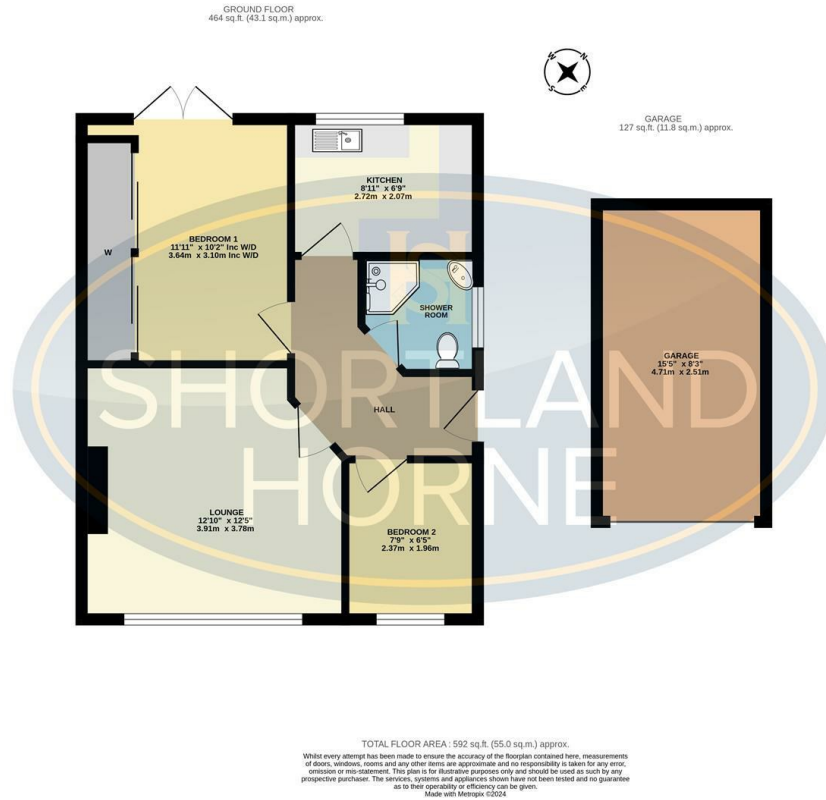 GROUND FLOOR
464 sq.ft. (43.1 sq.m.) approx.
N
W
E
S
GARAGE
127 sq.ft. (11.8 sq.m.) approx.
KITCHEN
8'11" x 6'9"
2.72m x 2.07m
BEDROOM 1
11'11" x 10'2" Inc W/D
3.64m x 3.10m Inc W/D
W
SHOWER
ROOM
GARAGE
15'5" x 8'3"
4.71m x 2.51m
SHORTLAND
HORNE
HALL
LOUNGE
12'10" x 12'5"
3.91m x 3.78m
BEDROOM 2
7'9" x 6'5"
2.37m x 1.96m
TOTAL FLOOR AREA : 592 sq.ft. (55.0 sq.m.) approx.
Whilst every attempt has been made to ensure the accuracy of the floorplan contained here, measurements
of doors, windows, rooms and any other items are approximate and no responsibility is taken for any error,
omission or mis-statement. This plan is for illustrative purposes only and should be used as such by any
prospective purchaser. The services, systems and appliances shown have not been tested and no guarantee
as to their operability or efficiency can be given.
Made with Metropix ©2024